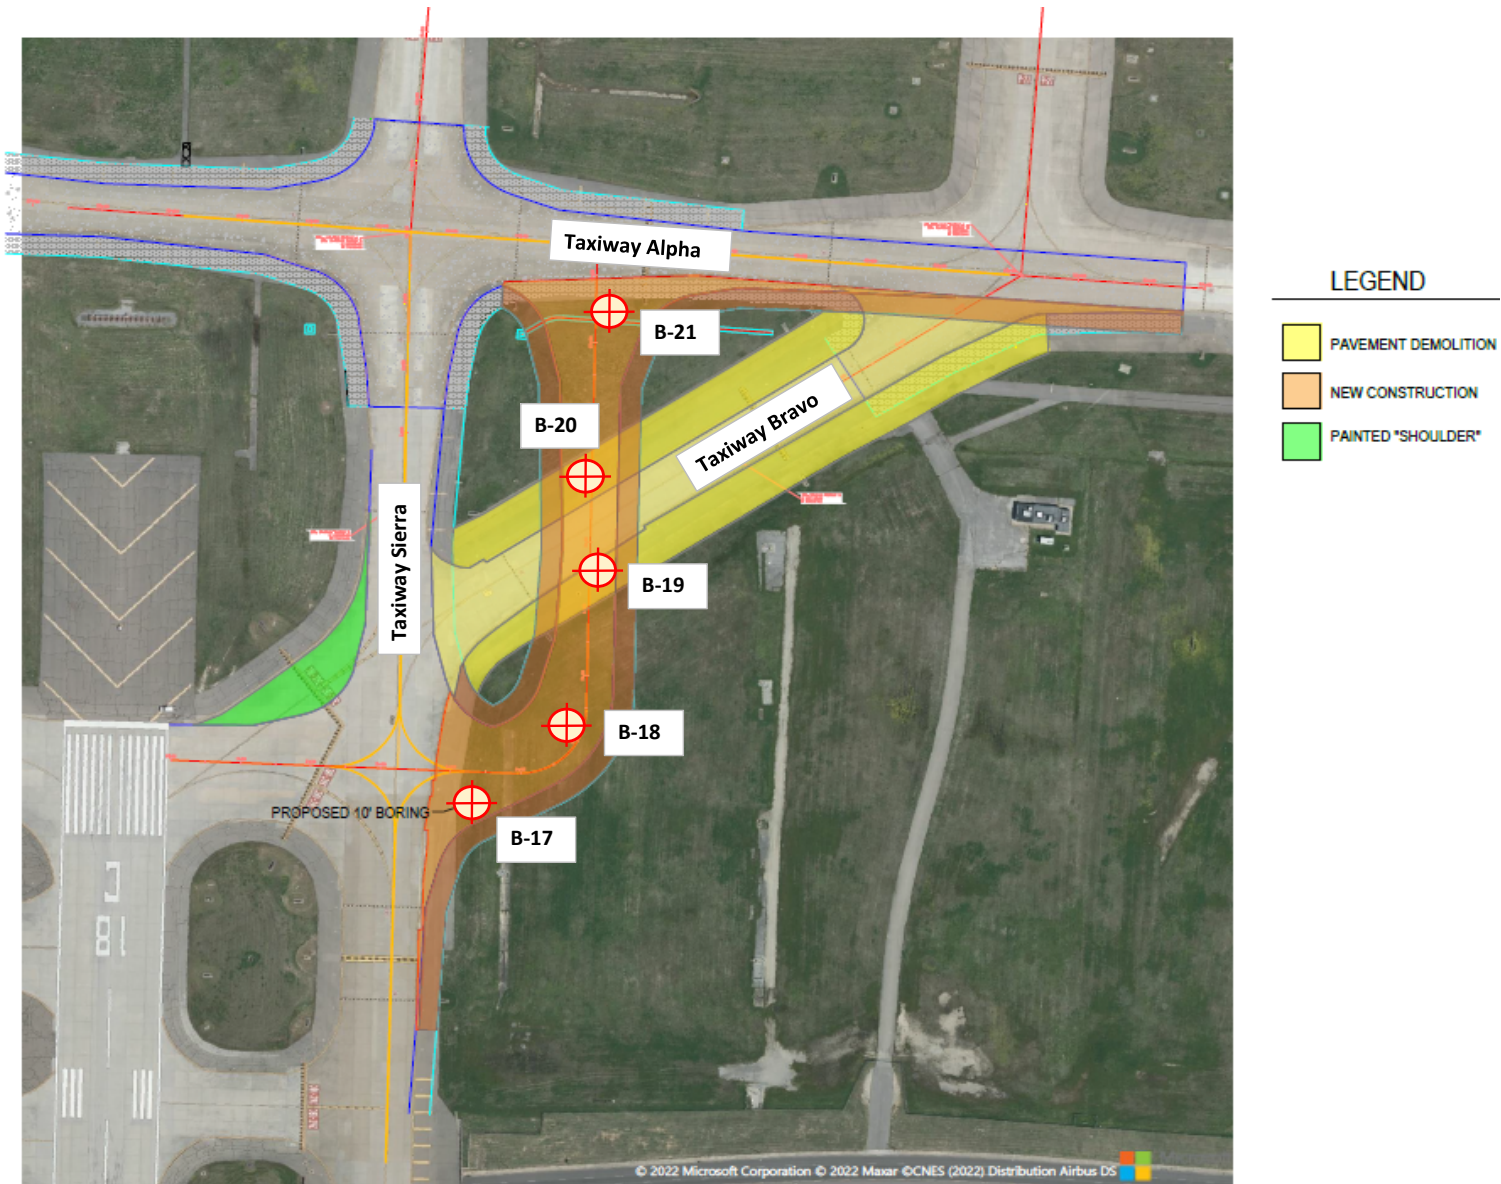 Taxiway Alpha
B-21
LEGEND
PAVEMENT DEMOLITION
NEW CONSTRUCTION
PAINTED "SHOULDER"
B-20
Taxiway Bravo
Taxiway Sierra
B-19
B-18
PROPOSED 10' BORING
B-17
18L
© 2022 Microsoft Corporation © 2022 Maxar ©CNES (2022) Distribution Airbus DS